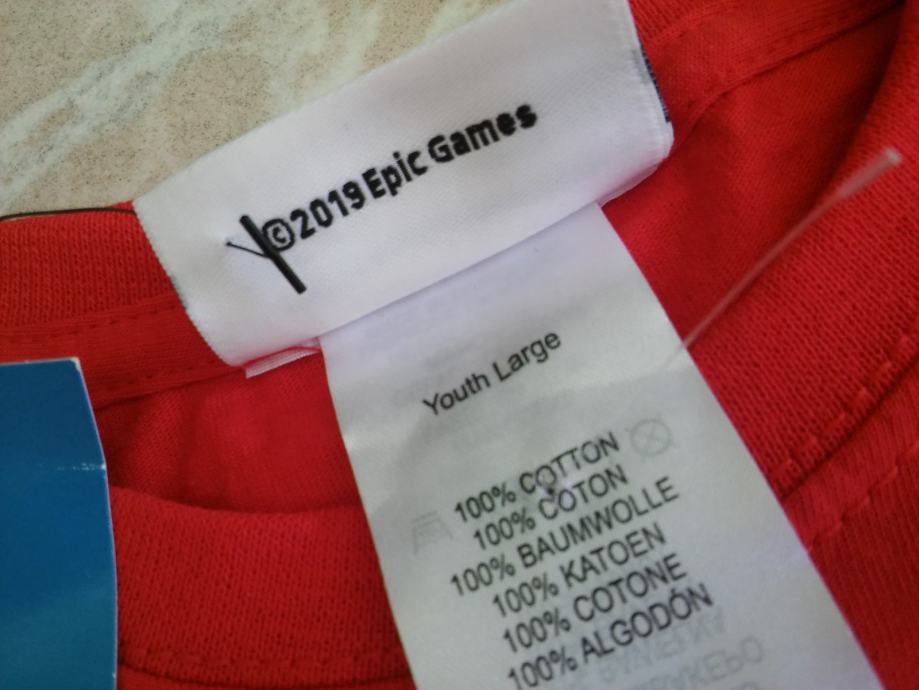 ©2019 Epic Games
Youth Large
100% COTTON
100% COTON
100% BAUMWOLLE
100% KATOEN
100% COTONE
100% ALGODÓN